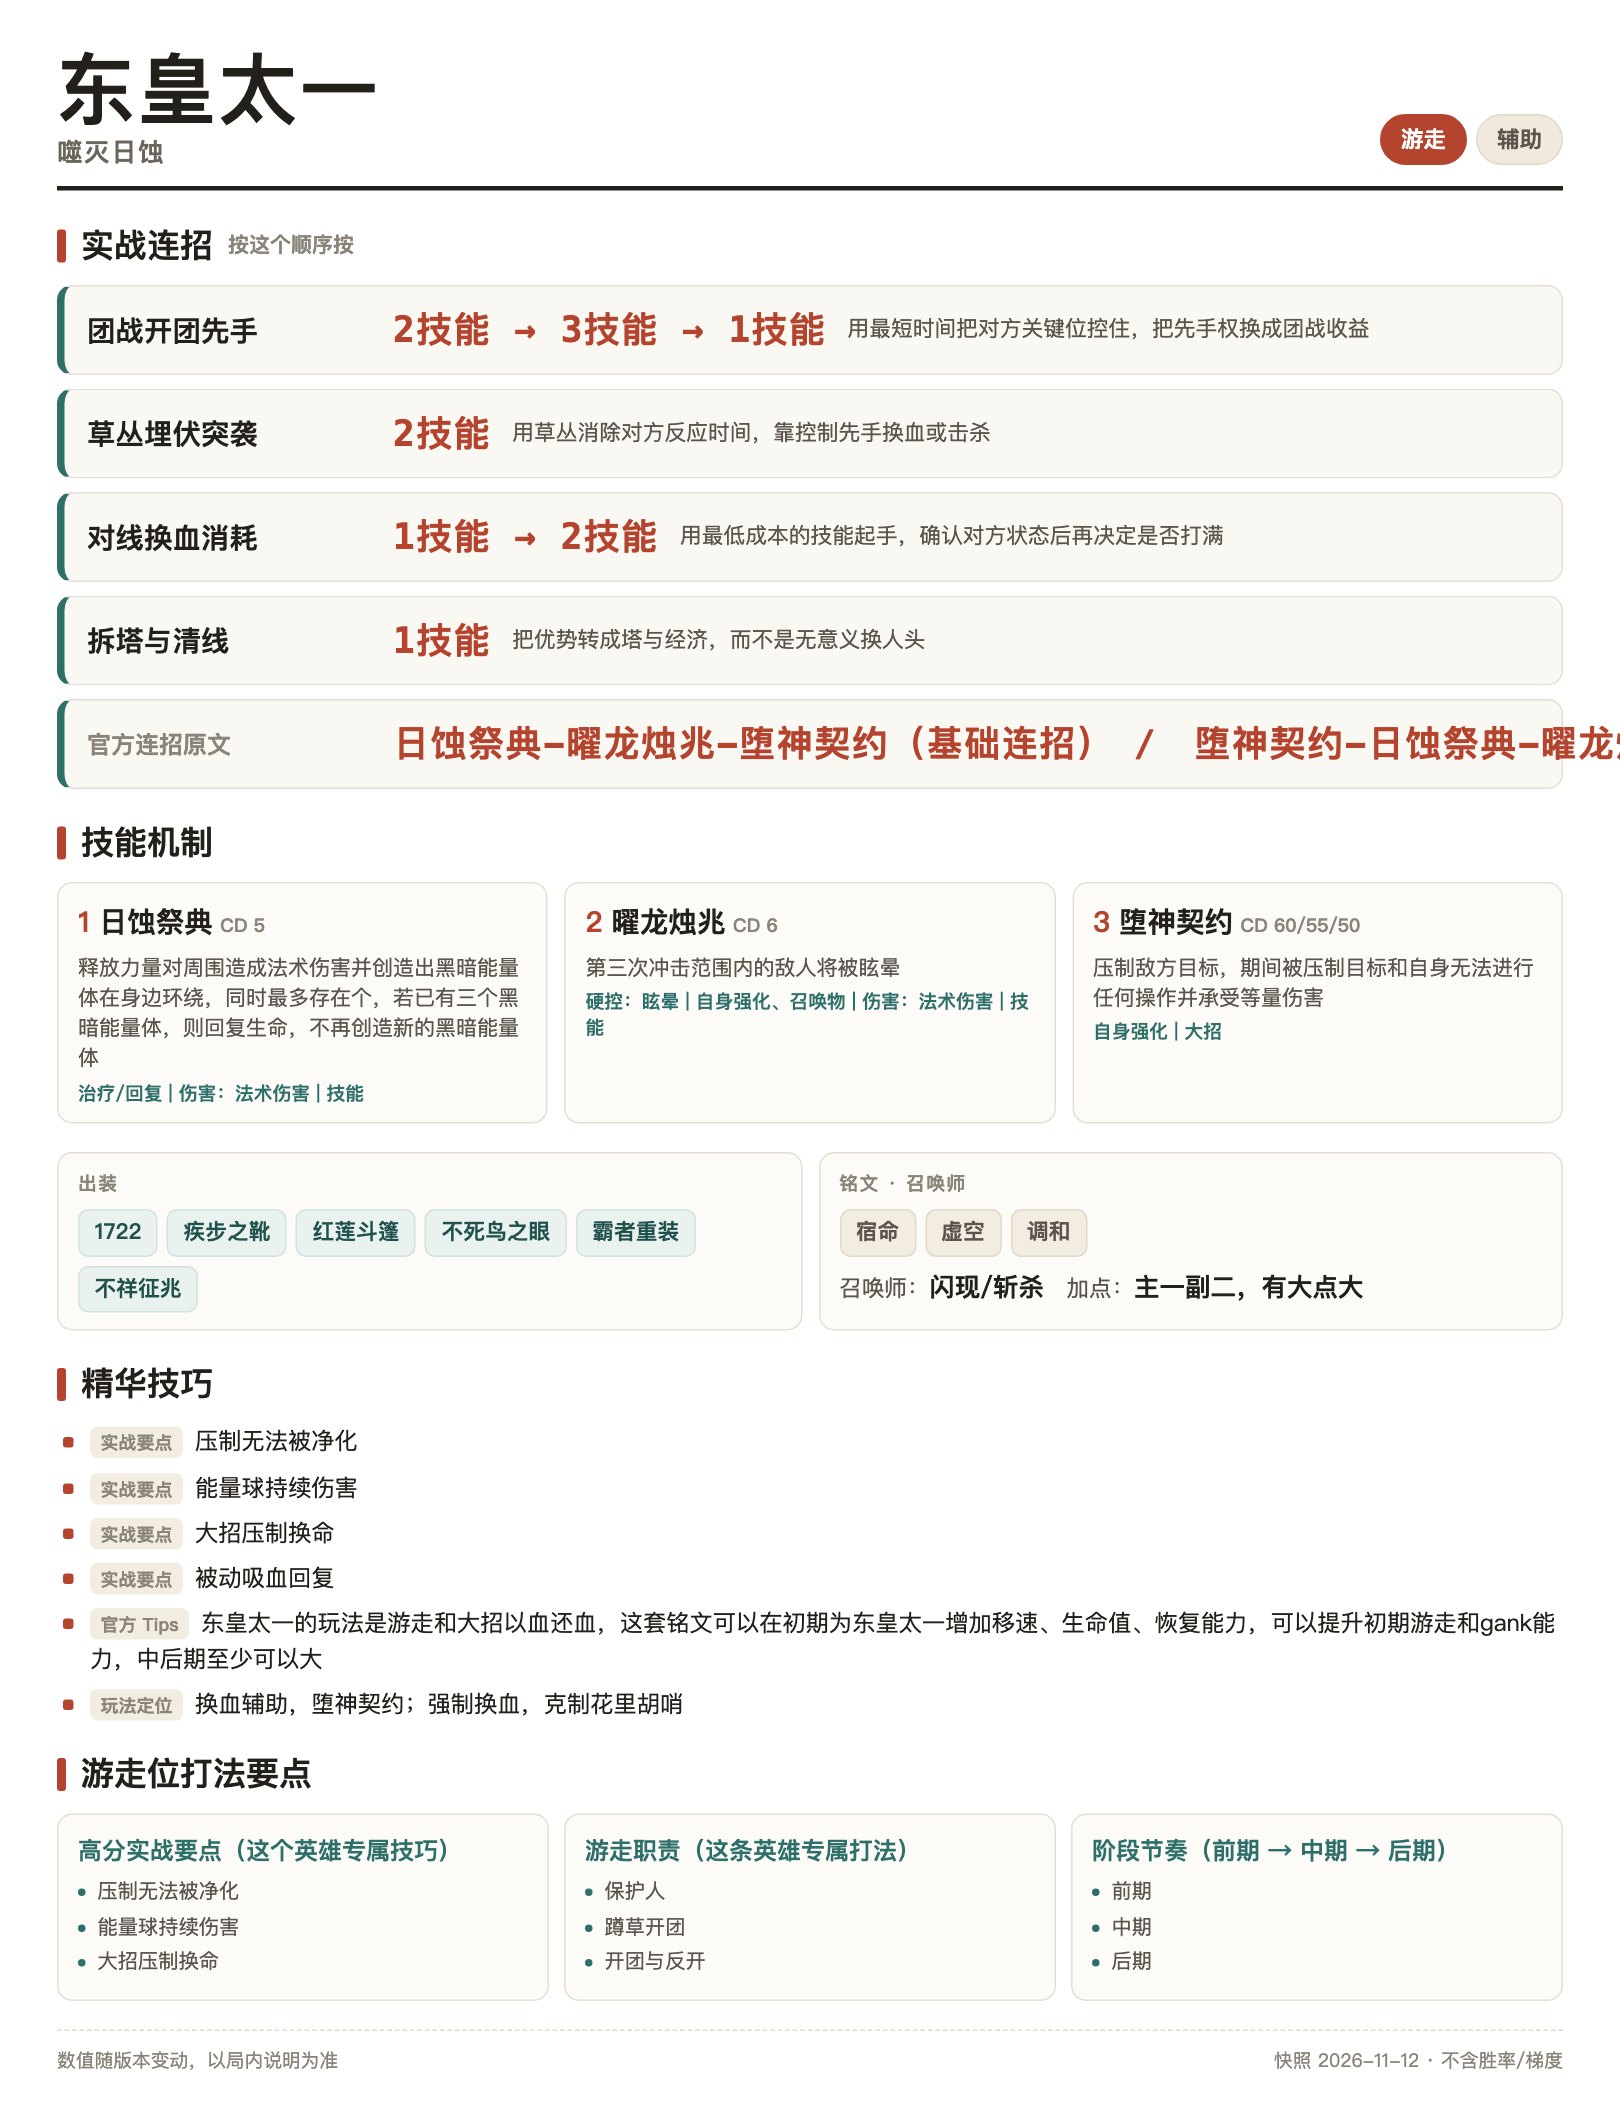 东皇太一
噬灭日蚀
游走 辅助
实战连招 按这个顺序按
团战开团先手 2技能 → 3技能 → 1技能 用最短时间把对方关键位控住，把先手权换成团战收益
草丛埋伏突袭 2技能 用草丛消除对方反应时间，靠控制先手换血或击杀
对线换血消耗 1技能 → 2技能 用最低成本的技能起手，确认对方状态后再决定是否打满
拆塔与清线 1技能 把优势转成塔与经济，而不是无意义换人头
官方连招原文 日蚀祭典-曜龙烛兆-堕神契约（基础连招） / 堕神契约-日蚀祭典-曜龙
技能机制
1 日蚀祭典 CD 5
释放力量对周围造成法术伤害并创造出黑暗能量
体在身边环绕，同时最多存在个，若已有三个黑
暗能量体，则回复生命，不再创造新的黑暗能量
体
治疗/回复 | 伤害：法术伤害 | 技能
2 曜龙烛兆 CD 6
第三次冲击范围内的敌人将被眩晕
硬控：眩晕 | 自身强化、召唤物 | 伤害：法术伤害 | 技
能
3 堕神契约 CD 60/55/50
压制敌方目标，期间被压制目标和自身无法进行
任何操作并承受等量伤害
自身强化 | 大招
出装
1722 疾步之靴 红莲斗篷 不死鸟之眼 霸者重装
不祥征兆
铭文 · 召唤师
宿命 虚空 调和
召唤师：闪现/斩杀 加点：主一副二，有大点大
精华技巧
实战要点 压制无法被净化
实战要点 能量球持续伤害
实战要点 大招压制换命
实战要点 被动吸血回复
官方 Tips 东皇太一的玩法是游走和大招以血还血，这套铭文可以在初期为东皇太一增加移速、生命值、恢复能力，可以提升初期游走和gank能
力，中后期至少可以大
玩法定位 换血辅助，堕神契约；强制换血，克制花里胡哨
游走位打法要点
高分实战要点（这个英雄专属技巧）
压制无法被净化
能量球持续伤害
大招压制换命
游走职责（这条英雄专属打法）
保护人
蹲草开团
开团与反开
阶段节奏（前期 → 中期 → 后期）
前期
中期
后期
数值随版本变动，以局内说明为准
快照 2026-11-12 · 不含胜率/梯度